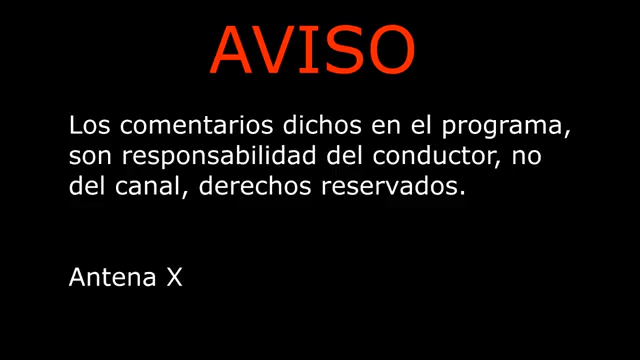 AVISO
Los comentarios dichos en el programa,
son responsabilidad del conductor, no
del canal, derechos reservados.
Antena X